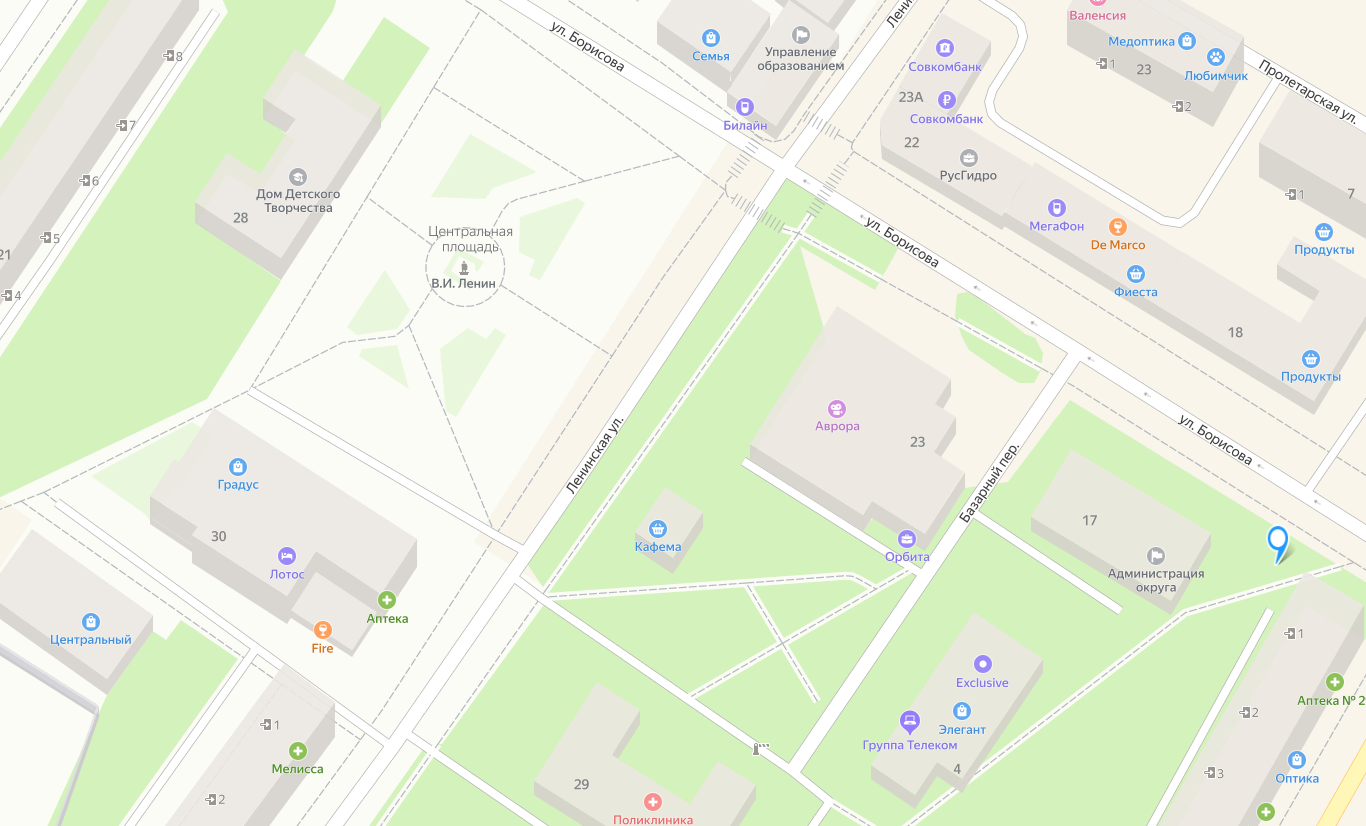 Валенсия
ул. Борисова
Ленин
Семья
Управление
образованием
Совкомбанк
Медоптика
Любимчик
1
23
2
Пролетарская ул.
8
7
6
5
21
4
23А
Совкомбанк
Билайн
22
РусГидро
Дом Детского
Творчества
28
МегаФон
De Marco
Фиеста
1
7
Продукты
Центральная
площадь
В.И. Ленин
ул. Борисова
18
Продукты
Аврора
23
Ленинская ул.
Базарный пер.
ул. Борисова
Градус
30
Лотос
Кафема
Орбита
17
Администрация
округа
Аптека
Fire
Центральный
1
Мелисса
2
Exclusive
Элегант
Группа Телеком
4
29
Поликлиника
1
Аптека № 2
2
3
Оптика